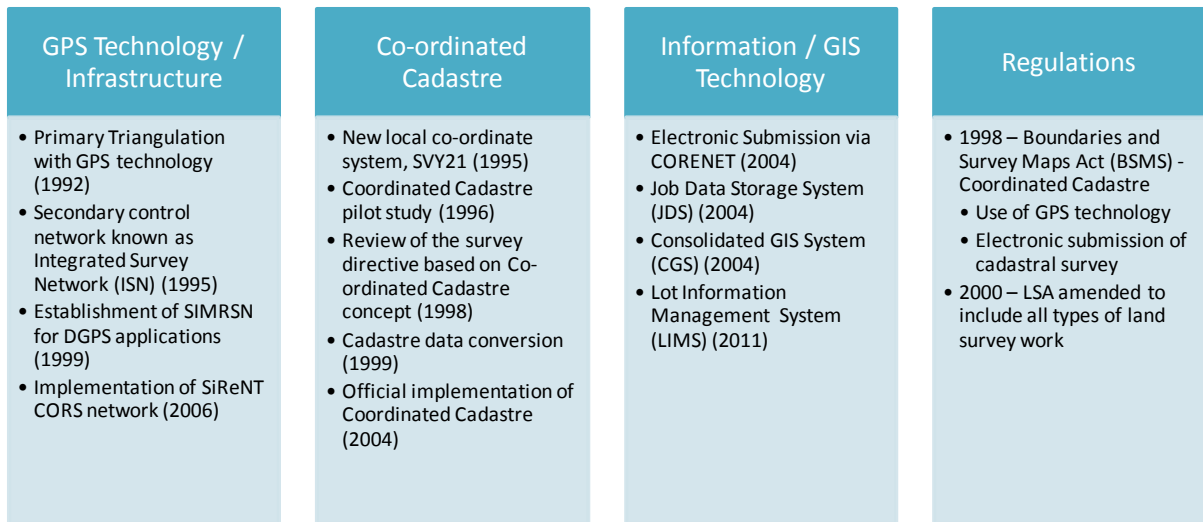 GPS Technology /
Infrastructure
• Primary Triangulation
with GPS technology
(1992)
• Secondary control
network known as
Integrated Survey
Network (ISN) (1995)
• Establishment of SIMRSN
for DGPS applications
(1999)
• Implementation of SiReNT
CORS network (2006)
Co-ordinated
Cadastre
• New local co-ordinate
system, SVY21 (1995)
• Coordinated Cadastre
pilot study (1996)
• Review of the survey
directive based on Co-
ordinated Cadastre
concept (1998)
• Cadastre data conversion
(1999)
• Official implementation of
Coordinated Cadastre
(2004)
Information / GIS
Technology
• Electronic Submission via
CORENET (2004)
• Job Data Storage System
(JDS) (2004)
• Consolidated GIS System
(CGS) (2004)
• Lot Information
Management System
(LIMS) (2011)
Regulations
• 1998 – Boundaries and
Survey Maps Act (BSMS) -
Coordinated Cadastre
• Use of GPS technology
• Electronic submission of
cadastral survey
• 2000 – LSA amended to
include all types of land
survey work